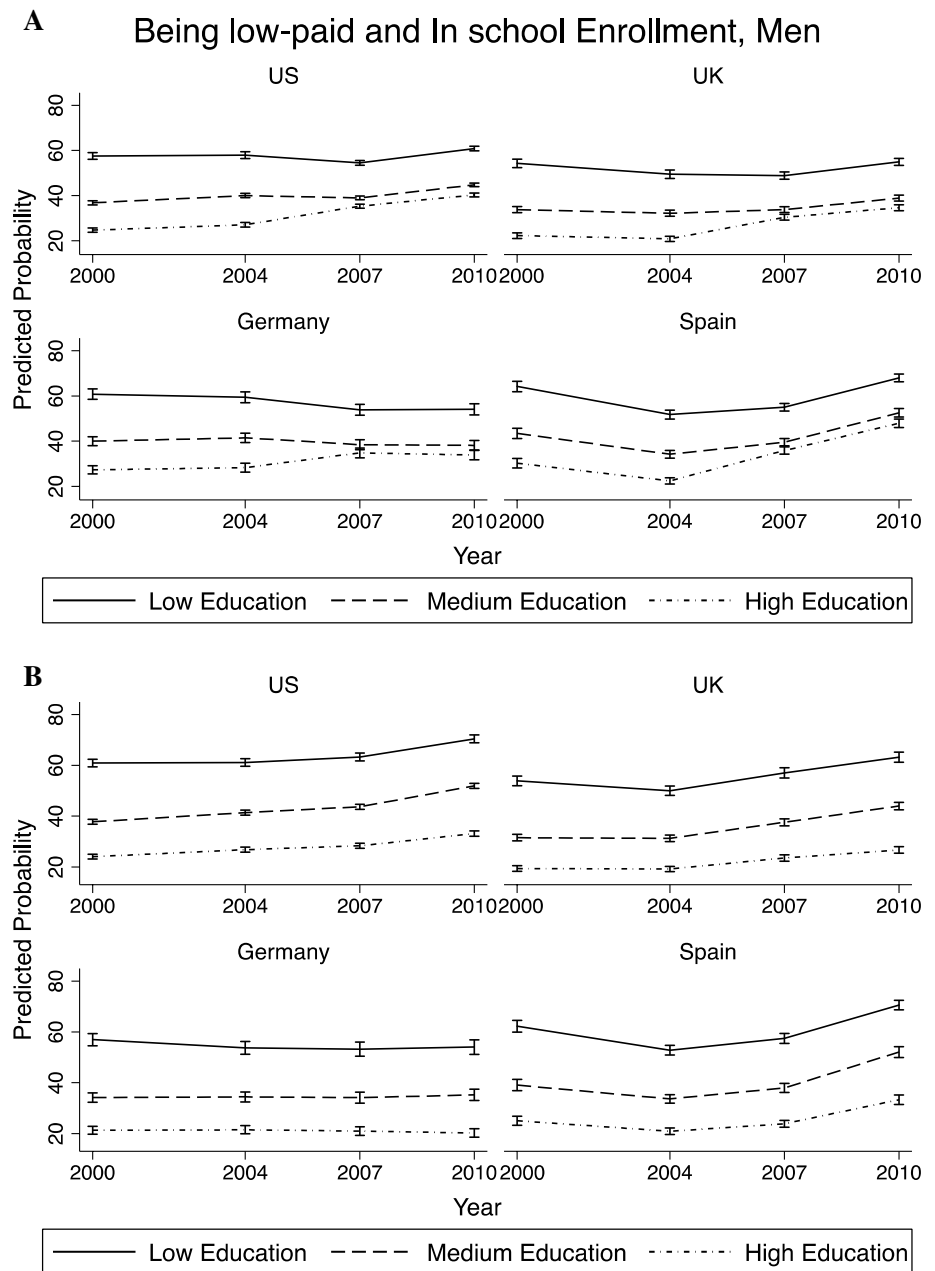 A Being low-paid and In school Enrollment, Men
US UK
80
60
40
20
2000 2004 2007 2010 2000 2004 2007 2010
Germany Spain
80
60
40
20
2000 2004 2007 2010 2000 2004 2007 2010
Predicted Probability
Year
Low Education Medium Education High Education
B
US UK
80
60
40
20
2000 2004 2007 2010 2000 2004 2007 2010
Germany Spain
80
60
40
20
2000 2004 2007 2010 2000 2004 2007 2010
Predicted Probability
Year
Low Education Medium Education High Education